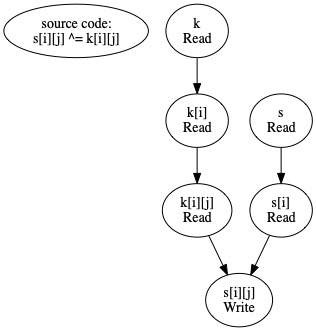 source code:
s[i][j] ^= k[i][j]
k
Read
k[i]
Read
s
Read
k[i][j]
Read
s[i]
Read
s[i][j]
Write